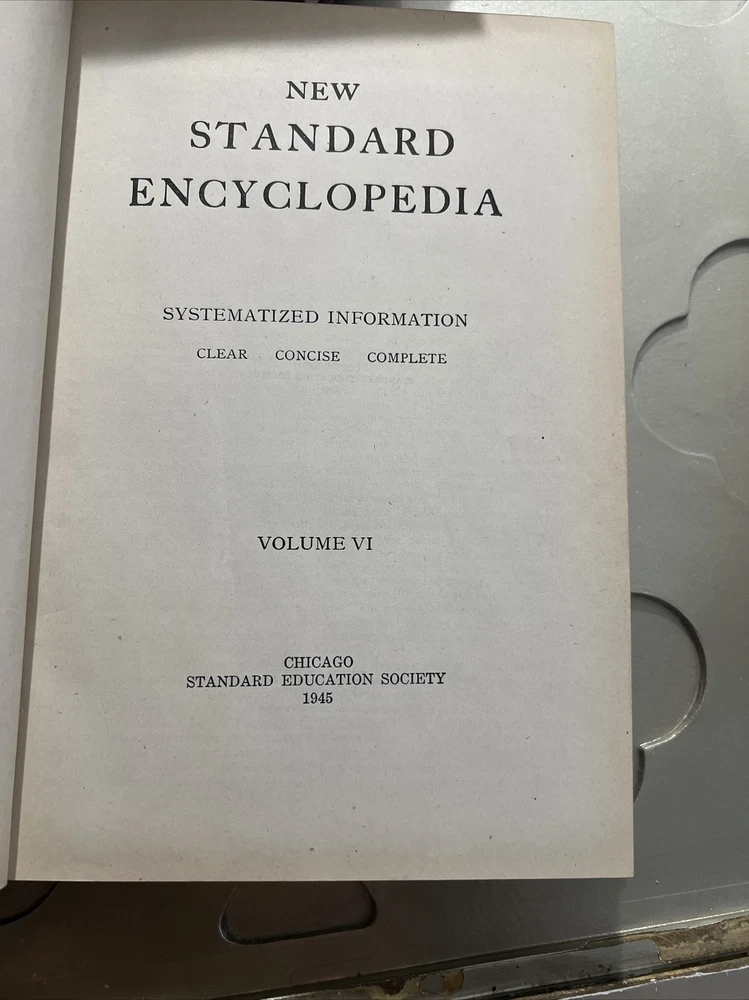 NEW
STANDARD
ENCYCLOPEDIA
SYSTEMATIZED INFORMATION
CLEAR CONCISE COMPLETE
VOLUME VI
CHICAGO
STANDARD EDUCATION SOCIETY
1945